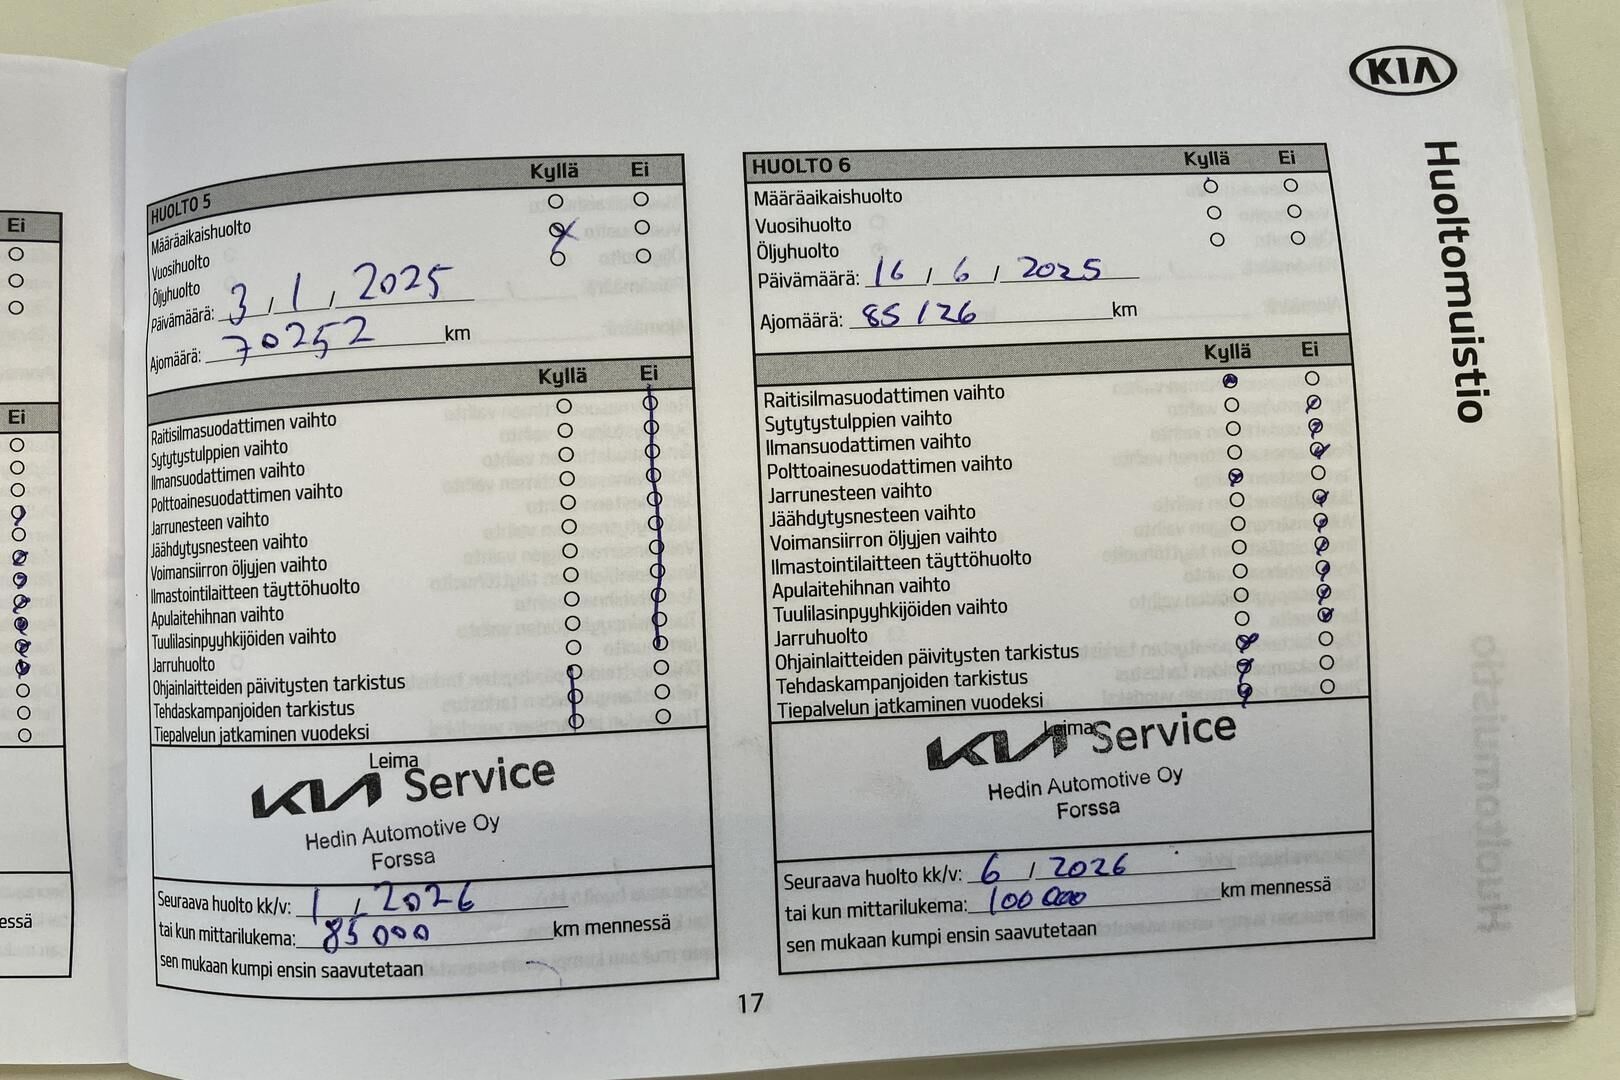 KIA
Huoltomuistio
Ei
Ei
essä
HUOLTO 5 Kyllä Ei
Määräaikaishuolto
Vuosihuolto
Öljyhuolto
Päivämäärä: 3 / 1 / 2025
Ajomäärä: 70252 km
Kyllä Ei
Raitisilmasuodattimen vaihto
Sytytystulppien vaihto
Ilmansuodattimen vaihto
Polttoainesuodattimen vaihto
Jarrunesteen vaihto
Jäähdytysnesteen vaihto
Voimansiirron öljyjen vaihto
Ilmastointilaitteen täyttöhuolto
Apulaitehihnan vaihto
Tuulilasinpyyhkijöiden vaihto
Jarruhuolto
Ohjainlaitteiden päivitysten tarkistus
Tehdaskampanjoiden tarkistus
Tiepalvelun jatkaminen vuodeksi
Leima
KIA Service
Hedin Automotive Oy
Forssa
Seuraava huolto kk/v: 1 / 2026
tai kun mittarilukema: 85 000 km mennessä
sen mukaan kumpi ensin saavutetaan
HUOLTO 6 Kyllä Ei
Määräaikaishuolto
Vuosihuolto
Öljyhuolto
Päivämäärä: 16 / 6 / 2025
Ajomäärä: 85126 km
Kyllä Ei
Raitisilmasuodattimen vaihto
Sytytystulppien vaihto
Ilmansuodattimen vaihto
Polttoainesuodattimen vaihto
Jarrunesteen vaihto
Jäähdytysnesteen vaihto
Voimansiirron öljyjen vaihto
Ilmastointilaitteen täyttöhuolto
Apulaitehihnan vaihto
Tuulilasinpyyhkijöiden vaihto
Jarruhuolto
Ohjainlaitteiden päivitysten tarkistus
Tehdaskampanjoiden tarkistus
Tiepalvelun jatkaminen vuodeksi
Leima
KIA Service
Hedin Automotive Oy
Forssa
Seuraava huolto kk/v: 6 / 2026
tai kun mittarilukema: 100 000 km mennessä
sen mukaan kumpi ensin saavutetaan
17